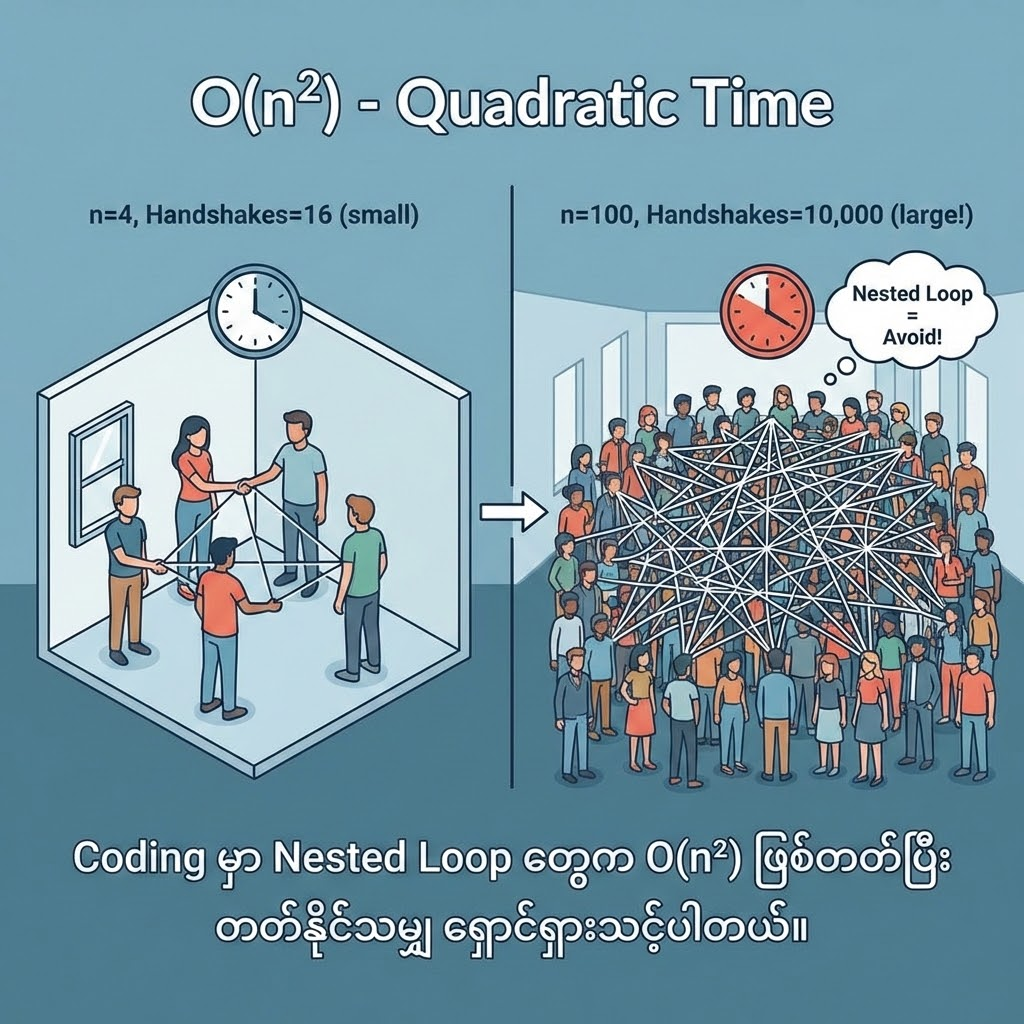 O(n²) - Quadratic Time
n=4, Handshakes=16 (small)
n=100, Handshakes=10,000 (large!)
Nested Loop
=
Avoid!
Coding မှာ Nested Loop တွေက O(n²) ဖြစ်တတ်ပြီး
တတ်နိုင်သမျှ ရှောင်ရှားသင့်ပါတယ်။